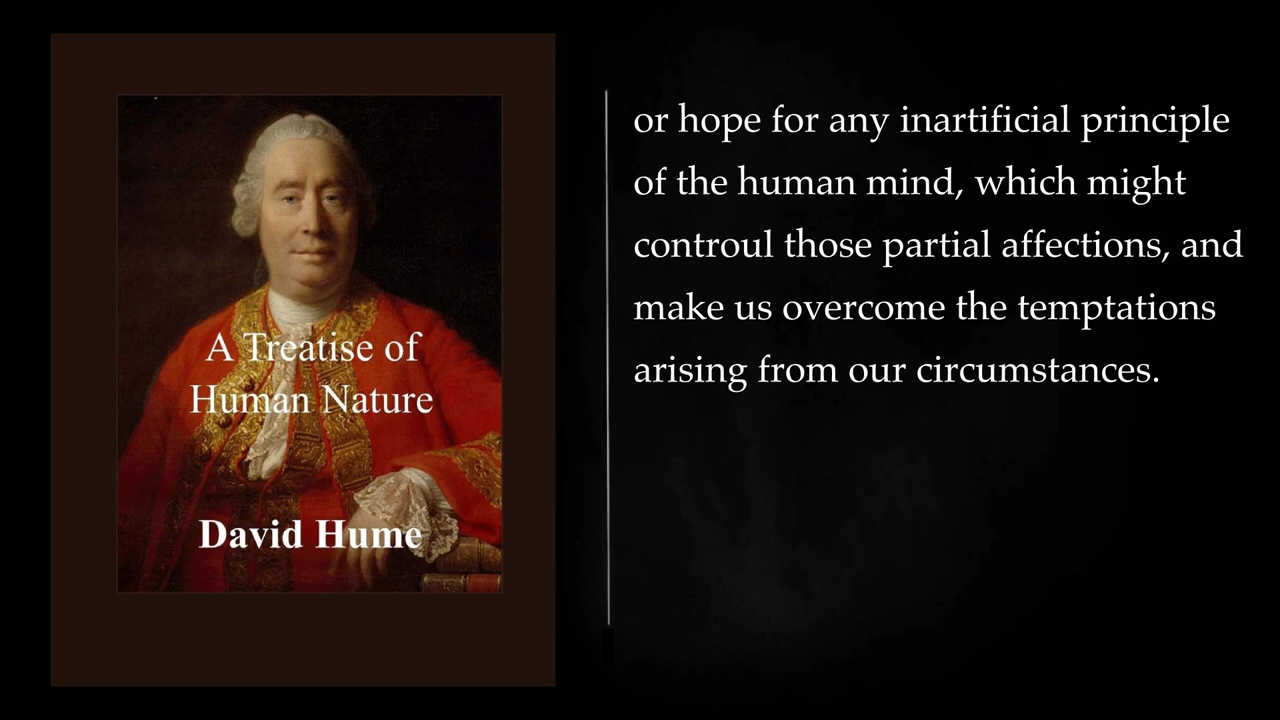 A Treatise of
Human Nature
David Hume
or hope for any inartificial principle
of the human mind, which might
controul those partial affections, and
make us overcome the temptations
arising from our circumstances.